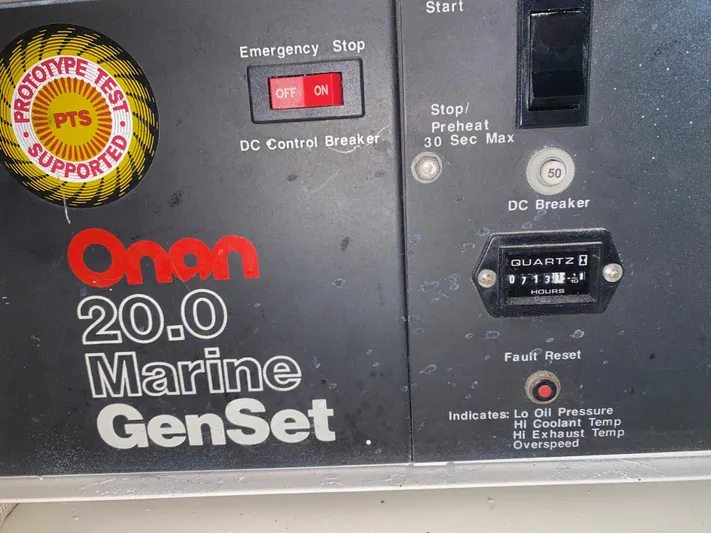 PROTOTYPE TEST
PTS
SUPPORTED
Emergency Stop
OFF ON
DC Control Breaker
Onan
20.0
Marine
GenSet
Start
Stop/
Preheat
30 Sec Max
50
DC Breaker
QUARTZ
0713
10
HOURS
Fault Reset
Indicates: Lo Oil Pressure
Hi Coolant Temp
Hi Exhaust Temp
Overspeed